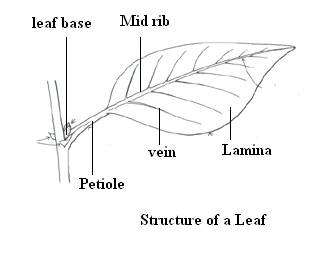 leaf base
Mid rib
vein
Lamina
Petiole
Structure of a Leaf